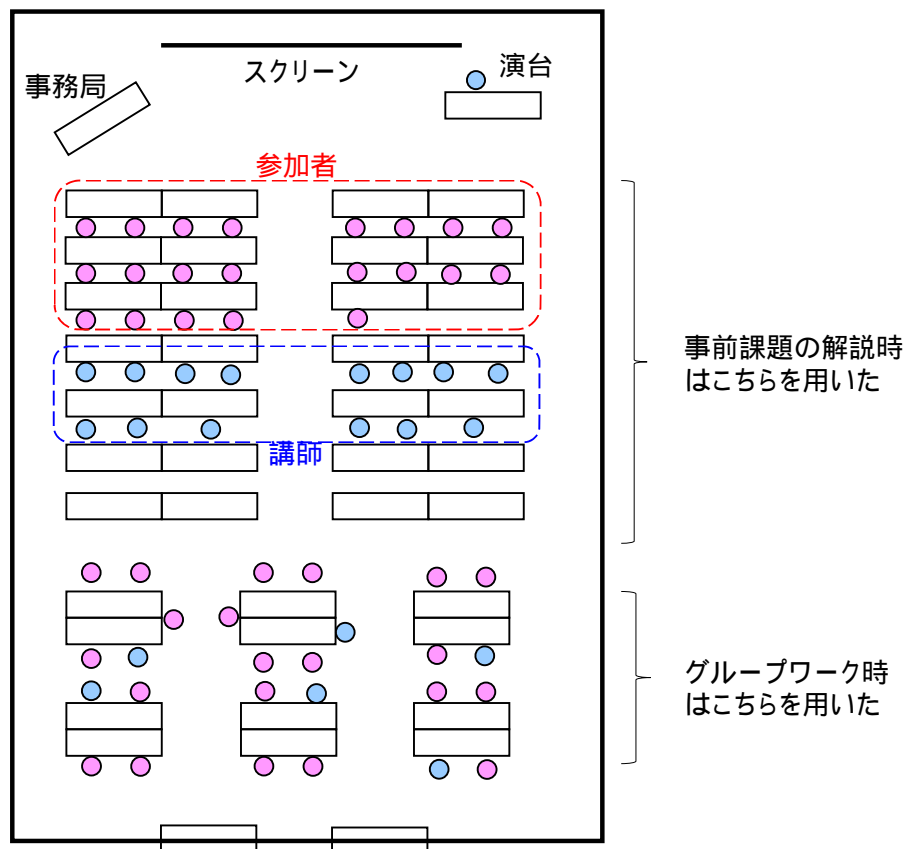 スクリーン
演台
事務局
参加者
講師
事前課題の解説時
はこちらを用いた
グループワーク時
はこちらを用いた